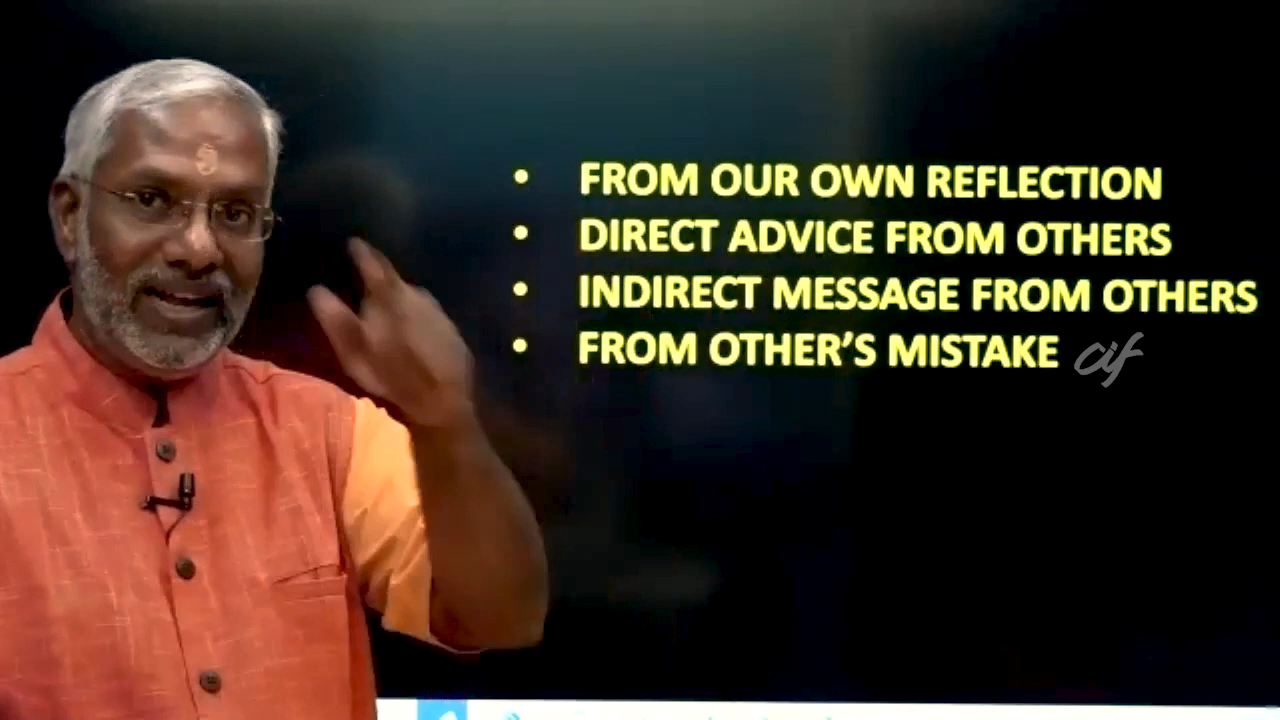 • FROM OUR OWN REFLECTION
• DIRECT ADVICE FROM OTHERS
• INDIRECT MESSAGE FROM OTHERS
• FROM OTHER'S MISTAKE
cif